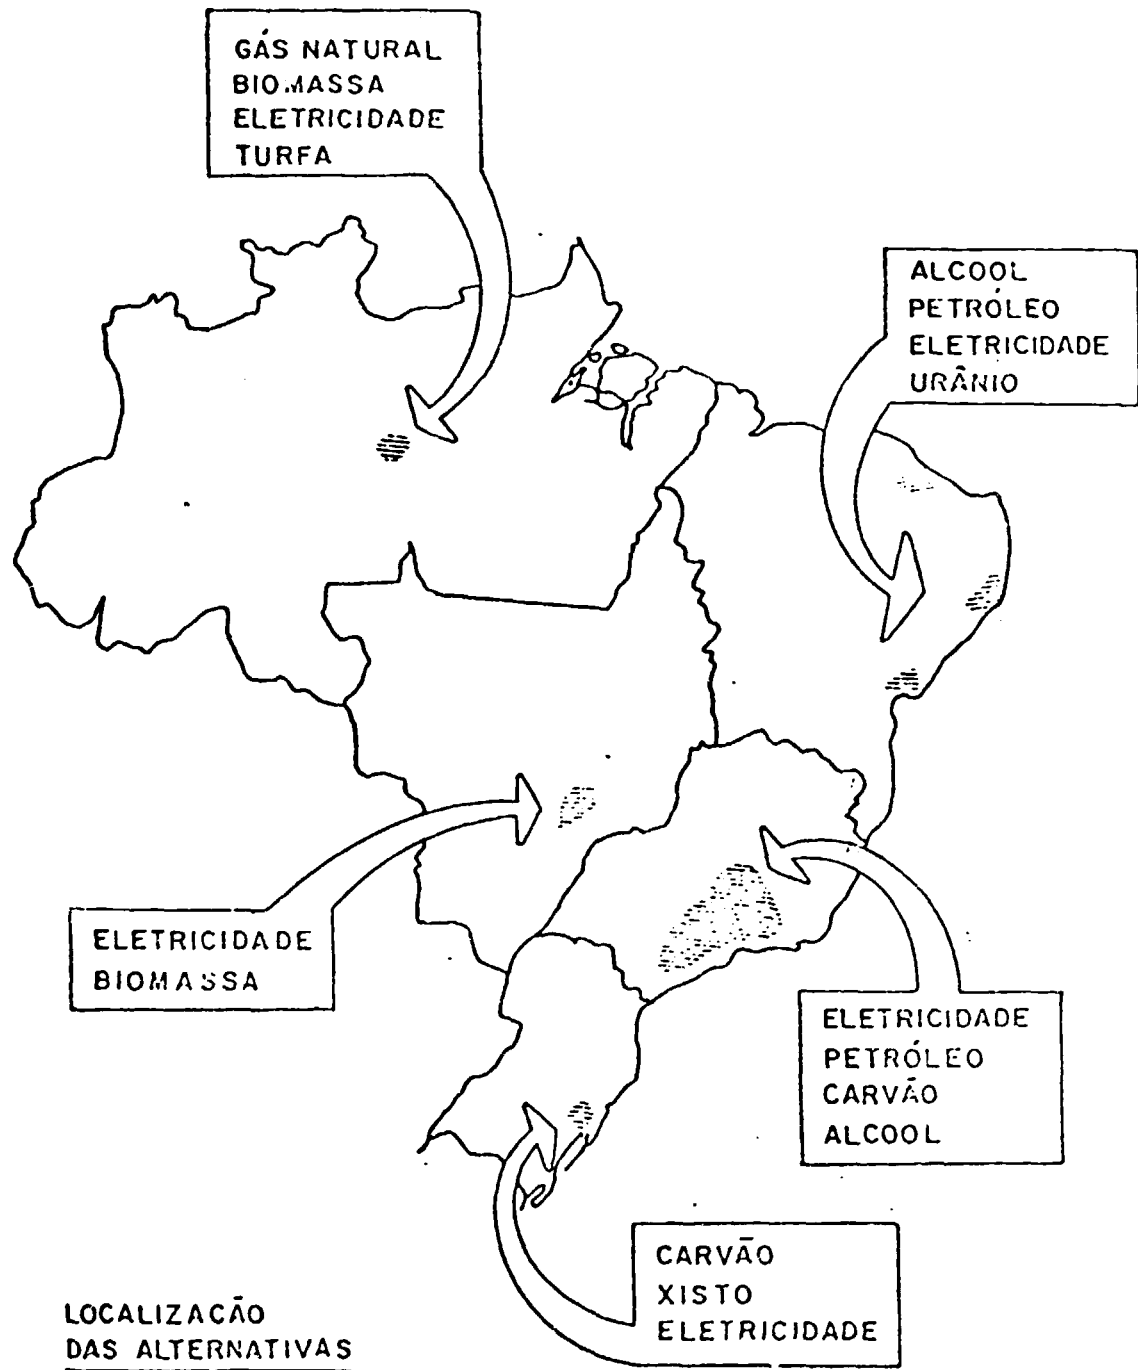 GÁS NATURAL
BIOMASSA
ELETRICIDADE
TURFA
ALCOOL
PETRÓLEO
ELETRICIDADE
URÂNIO
ELETRICIDADE
BIOMASSA
ELETRICIDADE
PETRÓLEO
CARVÃO
ALCOOL
CARVÃO
XISTO
ELETRICIDADE
LOCALIZACÃO
DAS ALTERNATIVAS